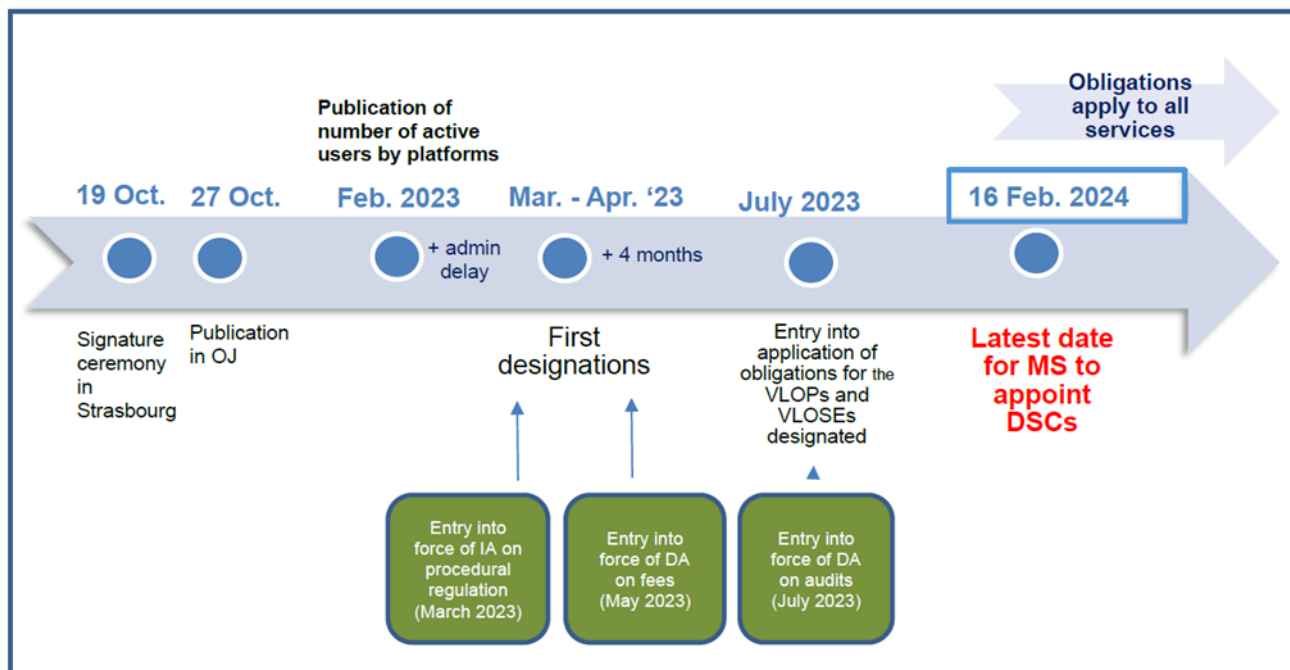 Obligations
apply to all
services
Publication of
number of active
users by platforms
19 Oct.
27 Oct.
Feb. 2023
Mar. - Apr. ‘23
July 2023
16 Feb. 2024
+ admin
delay
+ 4 months
Signature
ceremony
in
Strasbourg
Publication
in OJ
First
designations
Entry into
application of
obligations for the
VLOPs and
VLOSEs
designated
Latest date
for MS to
appoint
DSCs
Entry into
force of IA on
procedural
regulation
(March 2023)
Entry into
force of DA
on fees
(May 2023)
Entry into
force of DA
on audits
(July 2023)